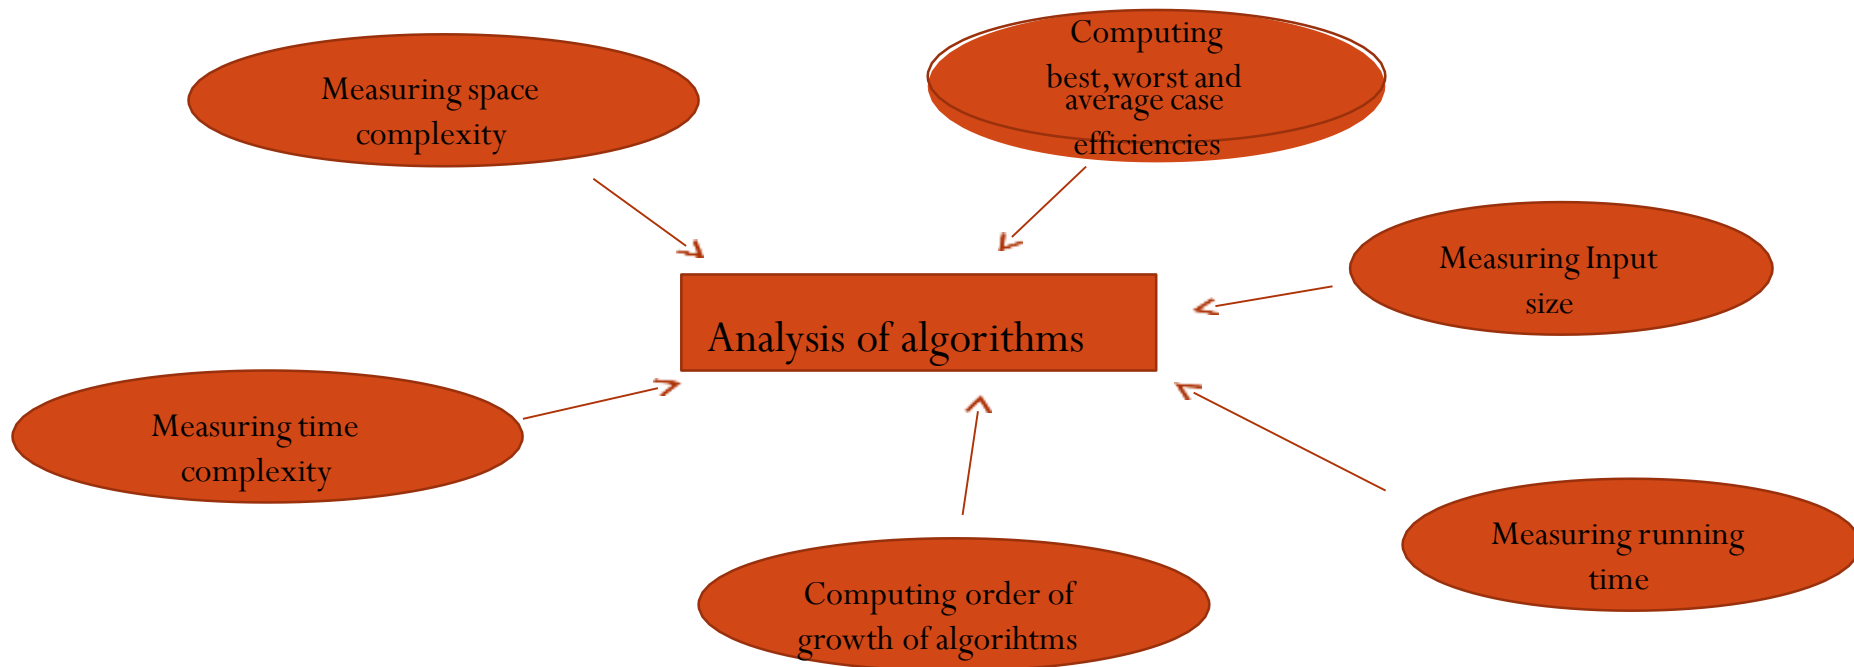 Measuring space
complexity
Computing
best,worst and
average case
efficiencies
Measuring Input
size
Analysis of algorithms
Measuring time
complexity
Measuring running
time
Computing order of
growth of algorihtms